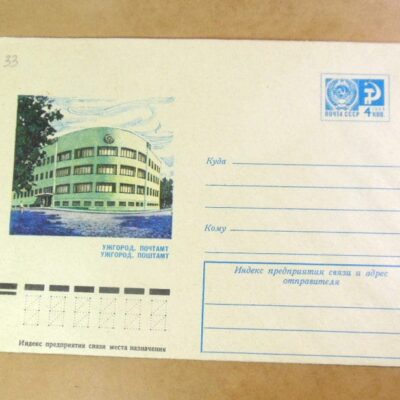 33
ПОЧТА СССР
4 КОП.
Куда
УЖГОРОД. ПОЧТАМТ
УЖГОРОД. ПОШТАМТ
Кому
Индекс предприятия связи и адрес
отправителя
Индекс предприятия связи места назначения